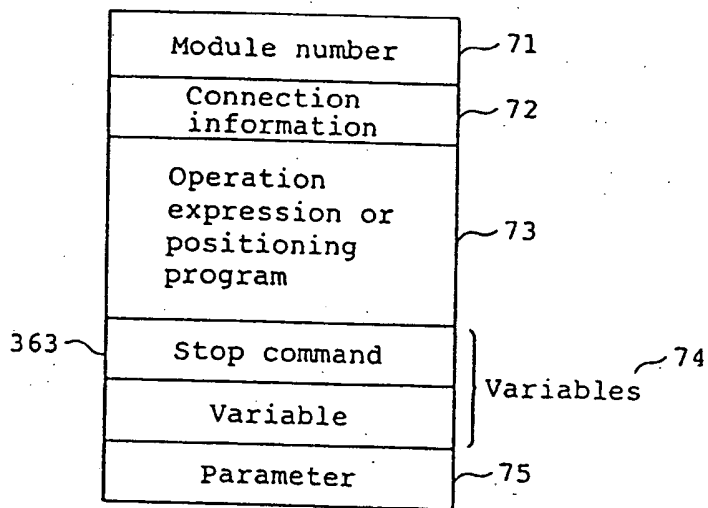 Module number
71
Connection
information
72
Operation
expression or
positioning
program
73
363
Stop command
Variable
Variables
74
Parameter
75